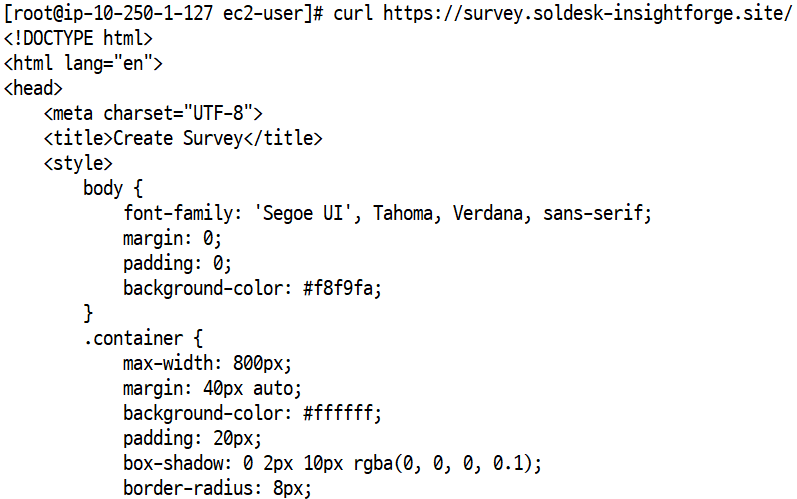 [root@ip-10-250-1-127 ec2-user]# curl https://survey.soldesk-insightforge.site/
<!DOCTYPE html>
<html lang="en">
<head>
    <meta charset="UTF-8">
    <title>Create Survey</title>
    <style>
        body {
            font-family: 'Segoe UI', Tahoma, Verdana, sans-serif;
            margin: 0;
            padding: 0;
            background-color: #f8f9fa;
        }
        .container {
            max-width: 800px;
            margin: 40px auto;
            background-color: #ffffff;
            padding: 20px;
            box-shadow: 0 2px 10px rgba(0, 0, 0, 0.1);
            border-radius: 8px;